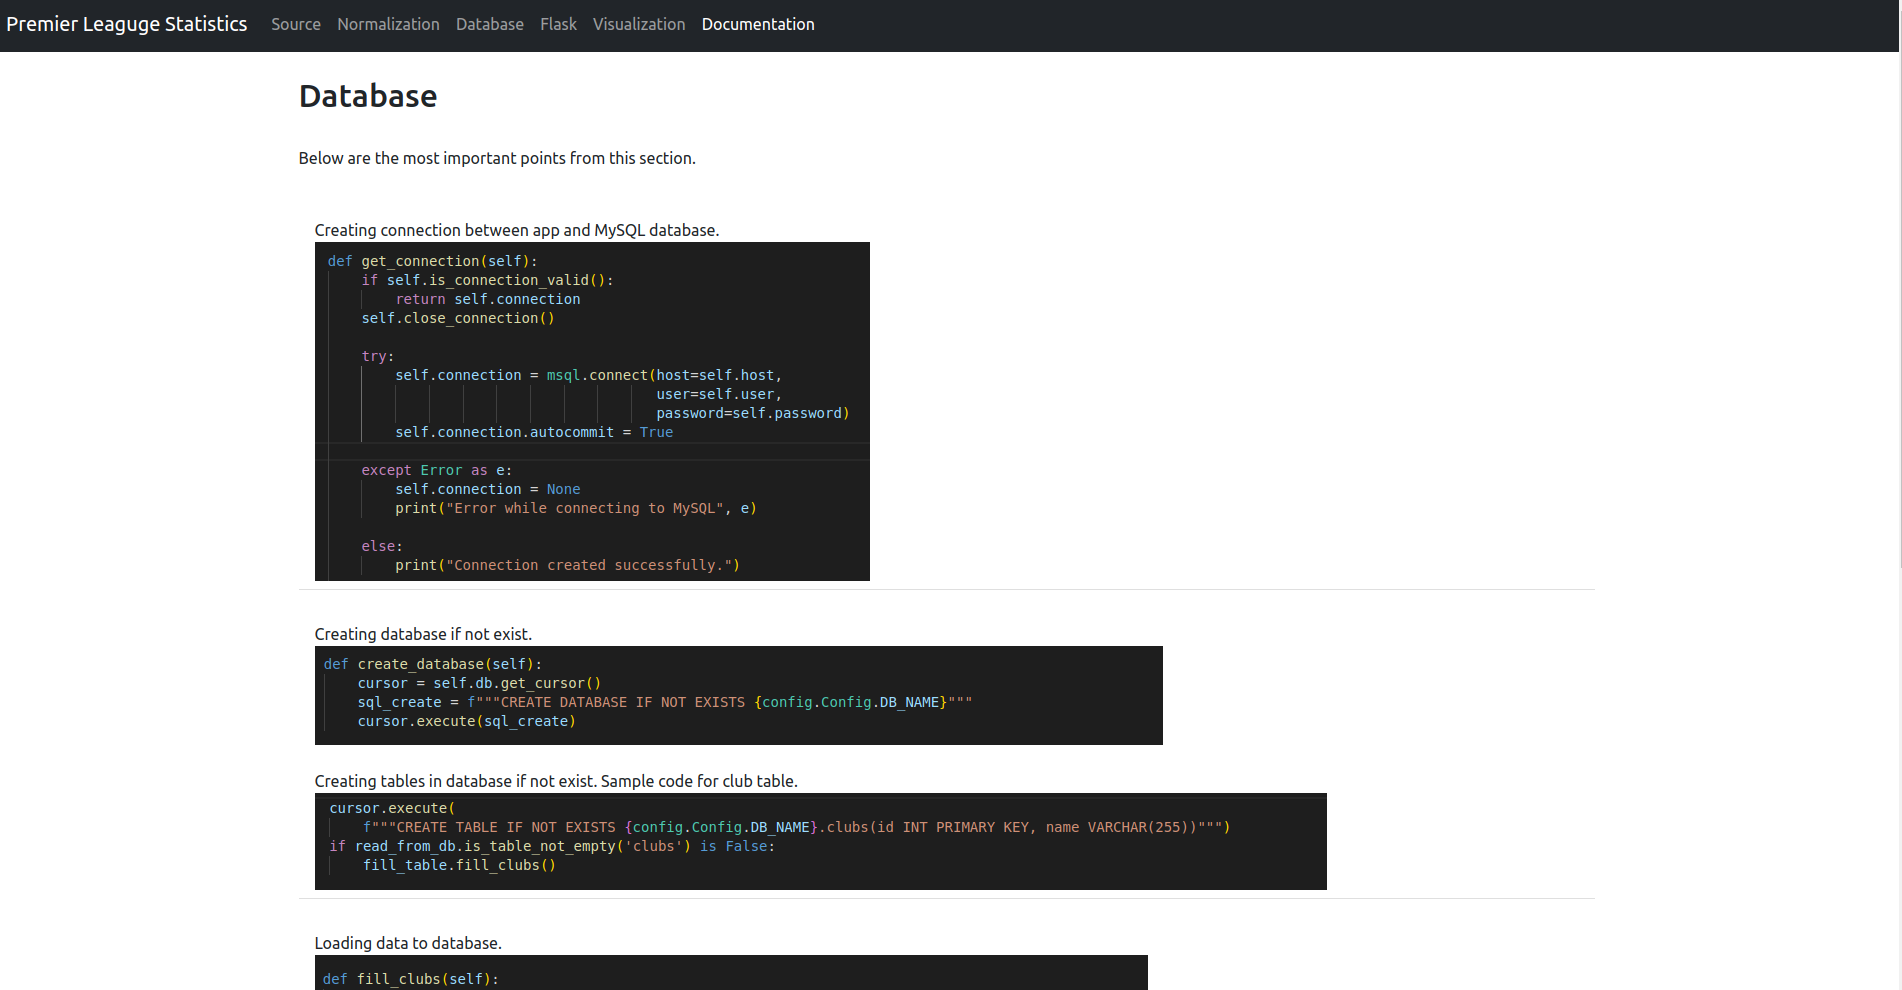 Premier Leaguge Statistics Source Normalization Database Flask Visualization Documentation
Database
Below are the most important points from this section.
Creating connection between app and MySQL database.
def get_connection(self):
    if self.is_connection_valid():
        return self.connection
    self.close_connection()
    try:
        self.connection = msql.connect(host=self.host,
                                       user=self.user,
                                       password=self.password)
        self.connection.autocommit = True
    except Error as e:
        self.connection = None
        print("Error while connecting to MySQL", e)
    else:
        print("Connection created successfully.")
Creating database if not exist.
def create_database(self):
    cursor = self.db.get_cursor()
    sql_create = f"""CREATE DATABASE IF NOT EXISTS {config.Config.DB_NAME}"""
    cursor.execute(sql_create)
Creating tables in database if not exist. Sample code for club table.
cursor.execute(
    f"""CREATE TABLE IF NOT EXISTS {config.Config.DB_NAME}.clubs(id INT PRIMARY KEY, name VARCHAR(255))""")
if read_from_db.is_table_not_empty('clubs') is False:
    fill_table.fill_clubs()
Loading data to database.
def fill_clubs(self):